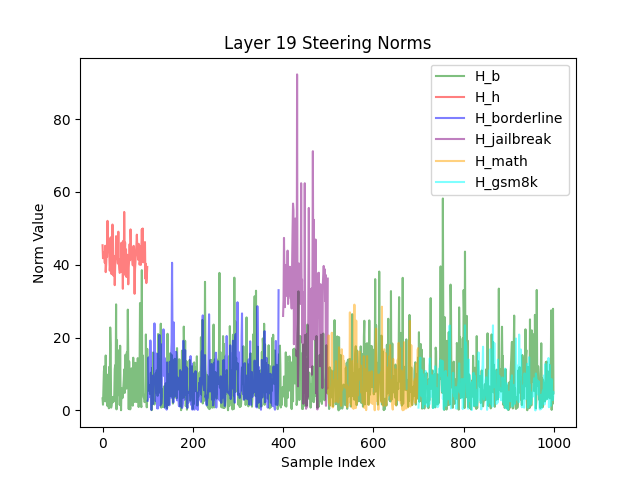 Layer 19 Steering Norms
H_b
H_h
H_borderline
H_jailbreak
H_math
H_gsm8k
Norm Value
80
60
40
20
0
0 200 400 600 800 1000
Sample Index